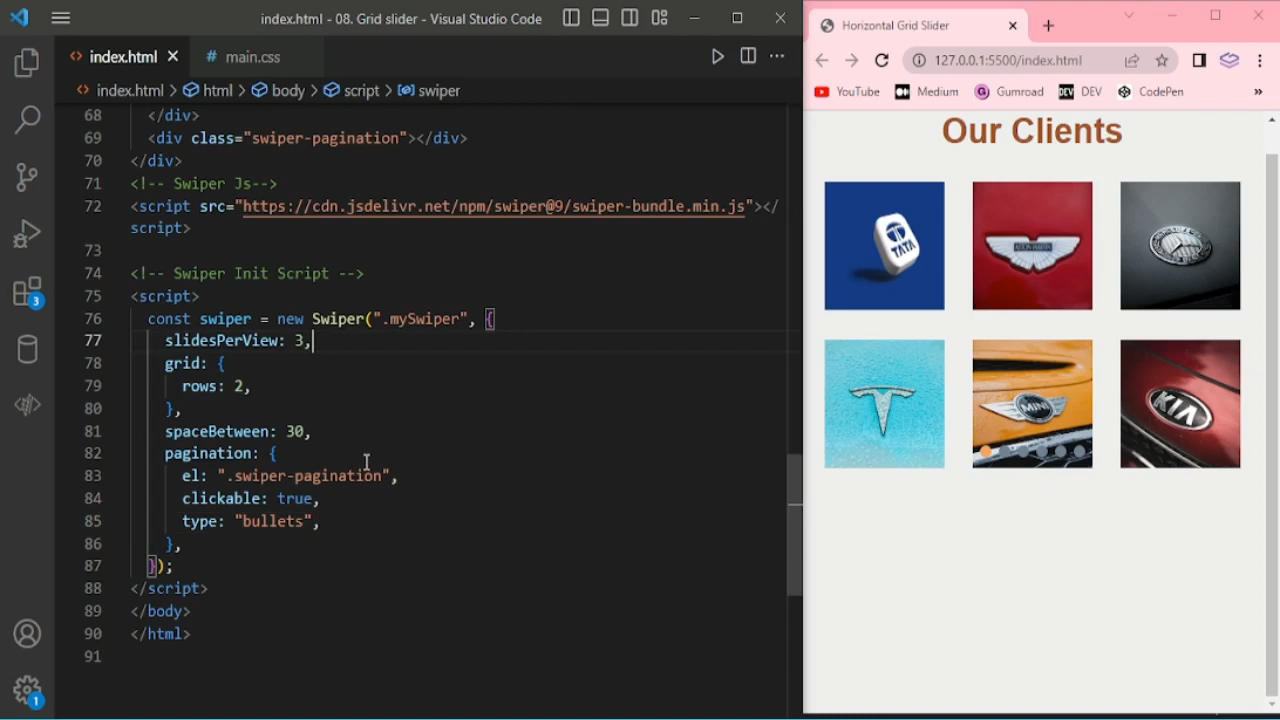 index.html - 08. Grid slider - Visual Studio Code
index.html
main.css
index.html > html > body > script > swiper
68 </div>
69 <div class="swiper-pagination"></div>
70 </div>
71 <!-- Swiper Js-->
72 <script src="https://cdn.jsdelivr.net/npm/swiper@9/swiper-bundle.min.js"></
script>
73
74 <!-- Swiper Init Script -->
75 <script>
76 const swiper = new Swiper(".mySwiper", {
77 slidesPerView: 3,
78 grid: {
79 rows: 2,
80 },
81 spaceBetween: 30,
82 pagination: {
83 el: ".swiper-pagination",
84 clickable: true,
85 type: "bullets",
86 },
87 });
88 </script>
89 </body>
90 </html>
91
3
1
Horizontal Grid Slider
127.0.0.1:5500/index.html
YouTube Medium Gumroad DEV DEV CodePen »
Our Clients
TATA
ASTON MARTIN
MINI
KIA